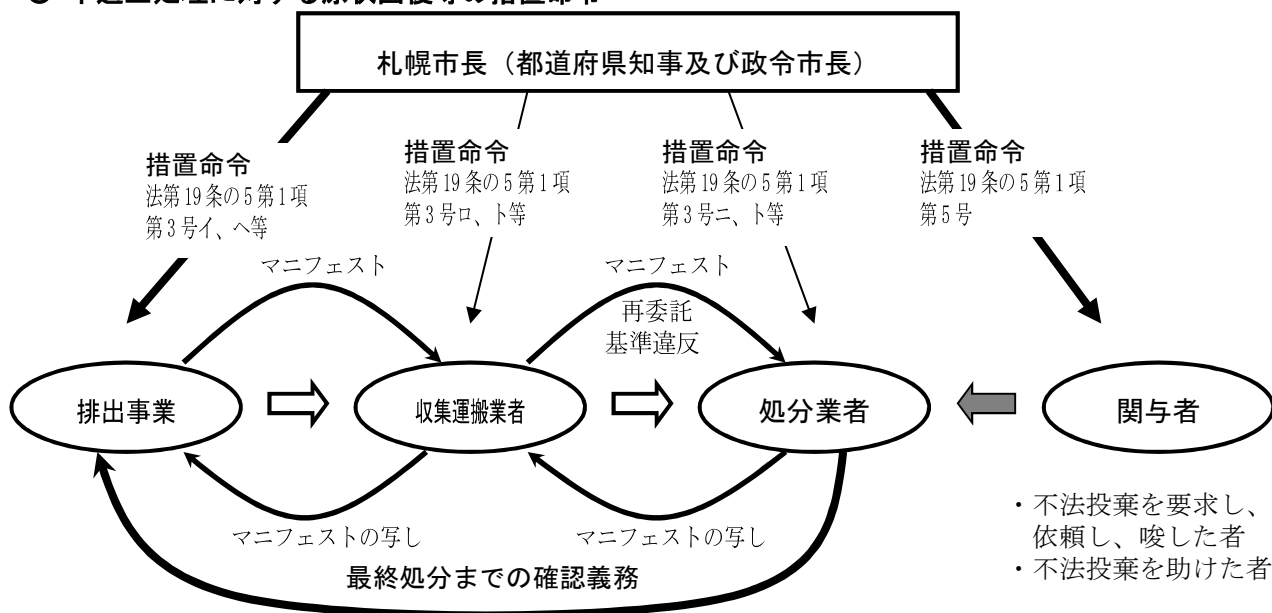 札幌市長（都道府県知事及び政令市長）
措置命令
法第19条の5第1項
第3号イ、ヘ等
措置命令
法第19条の5第1項
第3号ロ、ト等
措置命令
法第19条の5第1項
第3号ニ、ト等
措置命令
法第19条の5第1項
第5号
マニフェスト
マニフェスト
再委託
基準違反
排出事業
収集運搬業者
処分業者
関与者
マニフェストの写し
マニフェストの写し
最終処分までの確認義務
・不法投棄を要求し、
依頼し、唆した者
・不法投棄を助けた者